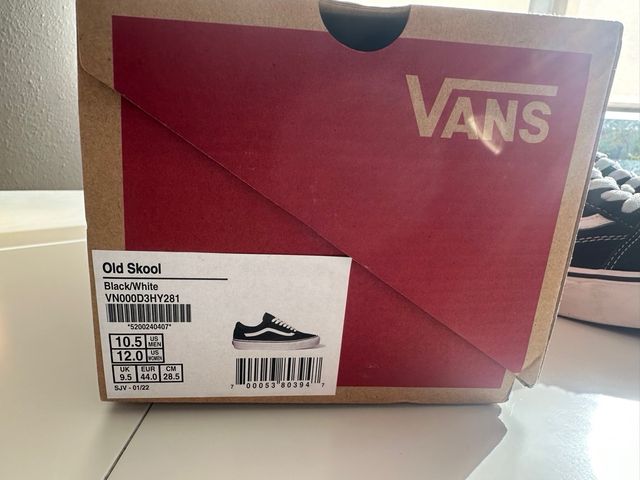 VANS
Old Skool
Black/White
VN000D3HY281
*5200240407*
10.5 US MEN
12.0 US WOMEN
UK EUR CM
9.5 44.0 28.5
SJV - 01/22
7 00053 80394 7